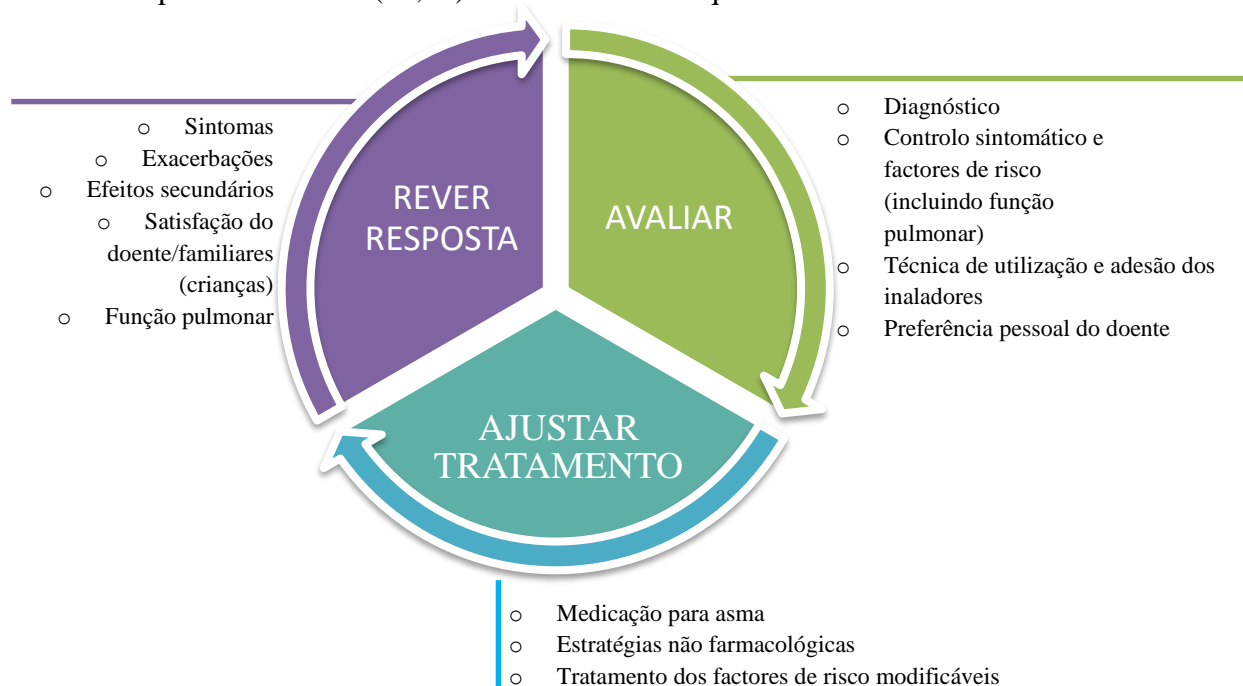 REVER
RESPOSTA
AVALIAR
AJUSTAR
TRATAMENTO
o Sintomas
o Exacerbações
o Efeitos secundários
o Satisfação do
doente/familiares
(crianças)
o Função pulmonar
o Diagnóstico
o Controlo sintomático e
factores de risco
(incluindo função
pulmonar)
o Técnica de utilização e adesão dos
inaladores
o Preferência pessoal do doente
o Medicação para asma
o Estratégias não farmacológicas
o Tratamento dos factores de risco modificáveis